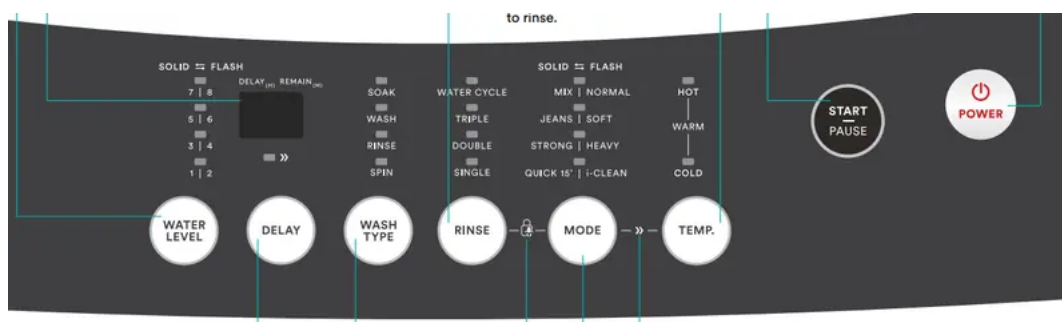 to rinse.
SOLID ⇆ FLASH
7 | 8
5 | 6
3 | 4
1 | 2
DELAY (H) REMAIN (M)
»
SOAK
WASH
RINSE
SPIN
WATER CYCLE
TRIPLE
DOUBLE
SINGLE
SOLID ⇆ FLASH
MIX | NORMAL
JEANS | SOFT
STRONG | HEAVY
QUICK 15' | i-CLEAN
HOT
WARM
COLD
START
PAUSE
POWER
WATER
LEVEL
DELAY
WASH
TYPE
RINSE
MODE
»
TEMP.